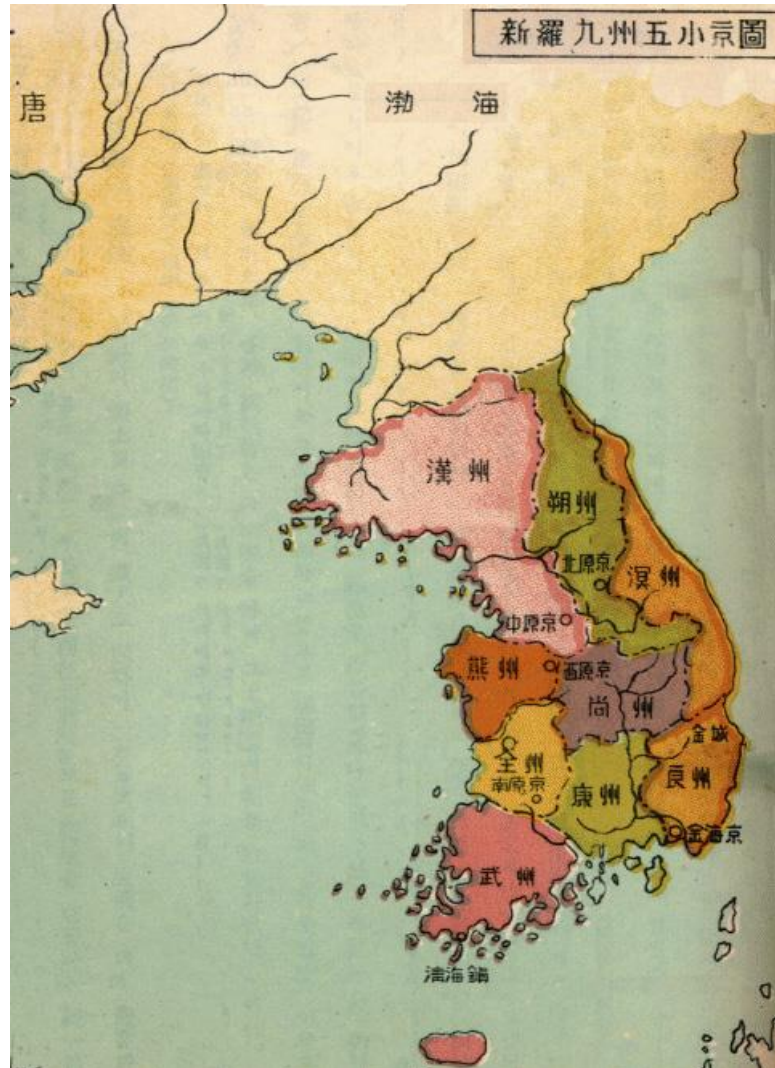 新羅九州五小京圖
唐
渤海
漢州
朔州
北原京
溟州
中原京
熊州
西原京
尙州
金城
全州
南原京
良州
康州
金海京
武州
淸海鎭